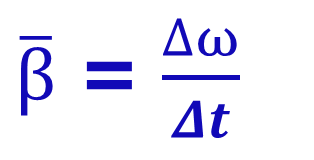 β̅ = Δω / Δt